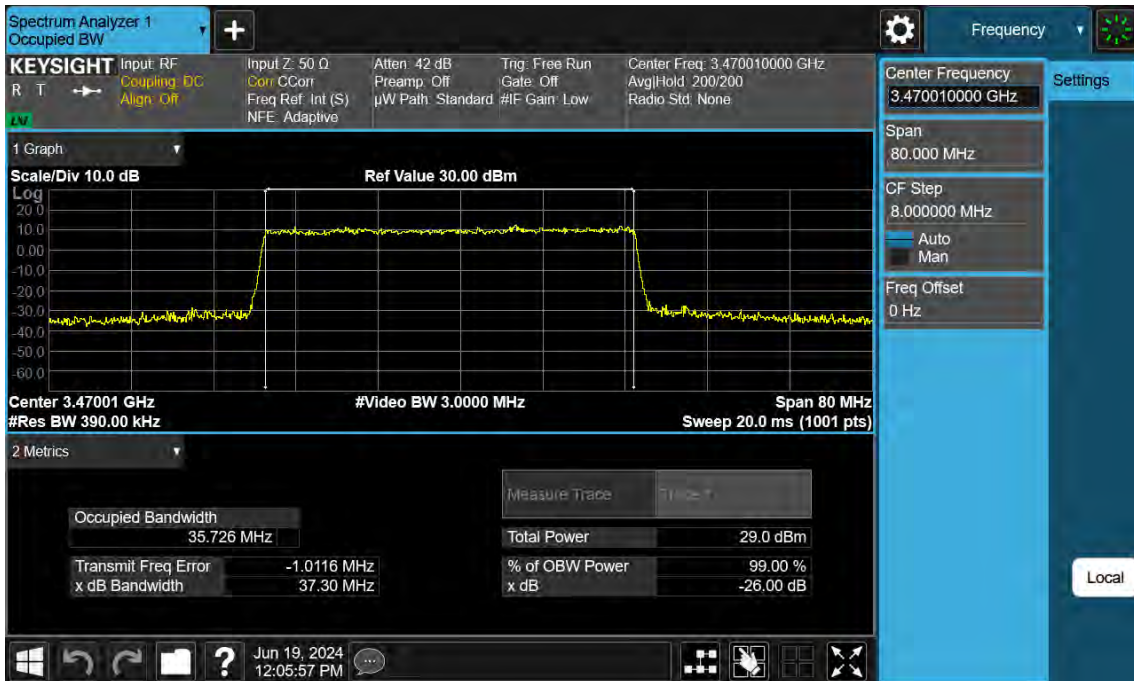 Spectrum Analyzer 1
Occupied BW
Frequency
KEYSIGHT
R T
Input: RF
Coupling: DC
Align: Off
Input Z: 50 Ω
Corr CCorr
Freq Ref: Int (S)
NFE: Adaptive
Atten: 42 dB
Preamp: Off
µW Path: Standard
Trig: Free Run
Gate: Off
#IF Gain: Low
Center Freq: 3.470010000 GHz
Avg|Hold: 200/200
Radio Std: None
1 Graph
Scale/Div 10.0 dB
Ref Value 30.00 dBm
Log
20.0
10.0
0.00
-10.0
-20.0
-30.0
-40.0
-50.0
-60.0
Center 3.47001 GHz
#Video BW 3.0000 MHz
Span 80 MHz
#Res BW 390.00 kHz
Sweep 20.0 ms (1001 pts)
2 Metrics
Measure Trace
Occupied Bandwidth
35.726 MHz
Total Power 29.0 dBm
Transmit Freq Error -1.0116 MHz
% of OBW Power 99.00 %
x dB Bandwidth 37.30 MHz
x dB -26.00 dB
Center Frequency
3.470010000 GHz
Settings
Span
80.000 MHz
CF Step
8.000000 MHz
Auto
Man
Freq Offset
0 Hz
Local
Jun 19, 2024
12:05:57 PM